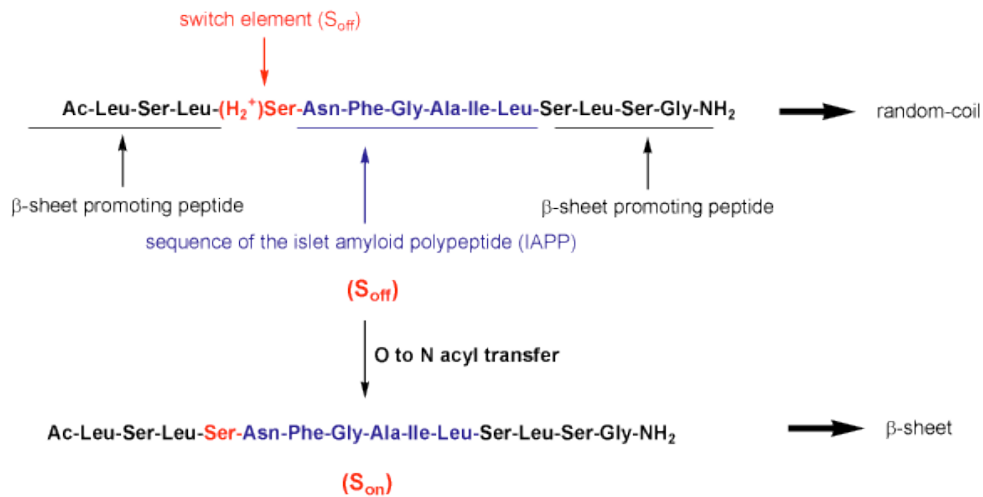 switch element (Soff)
Ac-Leu-Ser-Leu-(H2+)Ser-Asn-Phe-Gly-Ala-Ile-Leu-Ser-Leu-Ser-Gly-NH2
random-coil
β-sheet promoting peptide
β-sheet promoting peptide
sequence of the islet amyloid polypeptide (IAPP)
(Soff)
O to N acyl transfer
Ac-Leu-Ser-Leu-Ser-Asn-Phe-Gly-Ala-Ile-Leu-Ser-Leu-Ser-Gly-NH2
β-sheet
(Son)